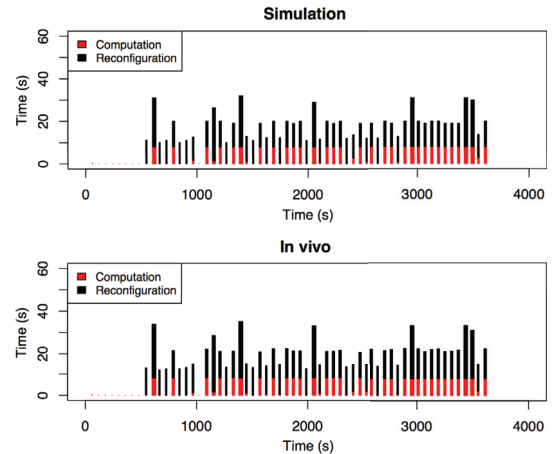 Simulation
Computation
Reconfiguration
Time (s)
60
40
20
0
0 1000 2000 3000 4000
Time (s)
In vivo
Computation
Reconfiguration
Time (s)
60
40
20
0
0 1000 2000 3000 4000
Time (s)